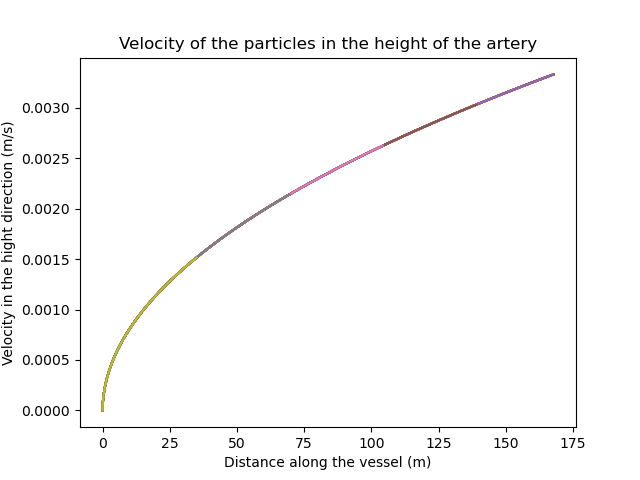 Velocity of the particles in the height of the artery
Velocity in the hight direction (m/s)
0.0030
0.0025
0.0020
0.0015
0.0010
0.0005
0.0000
0 25 50 75 100 125 150 175
Distance along the vessel (m)